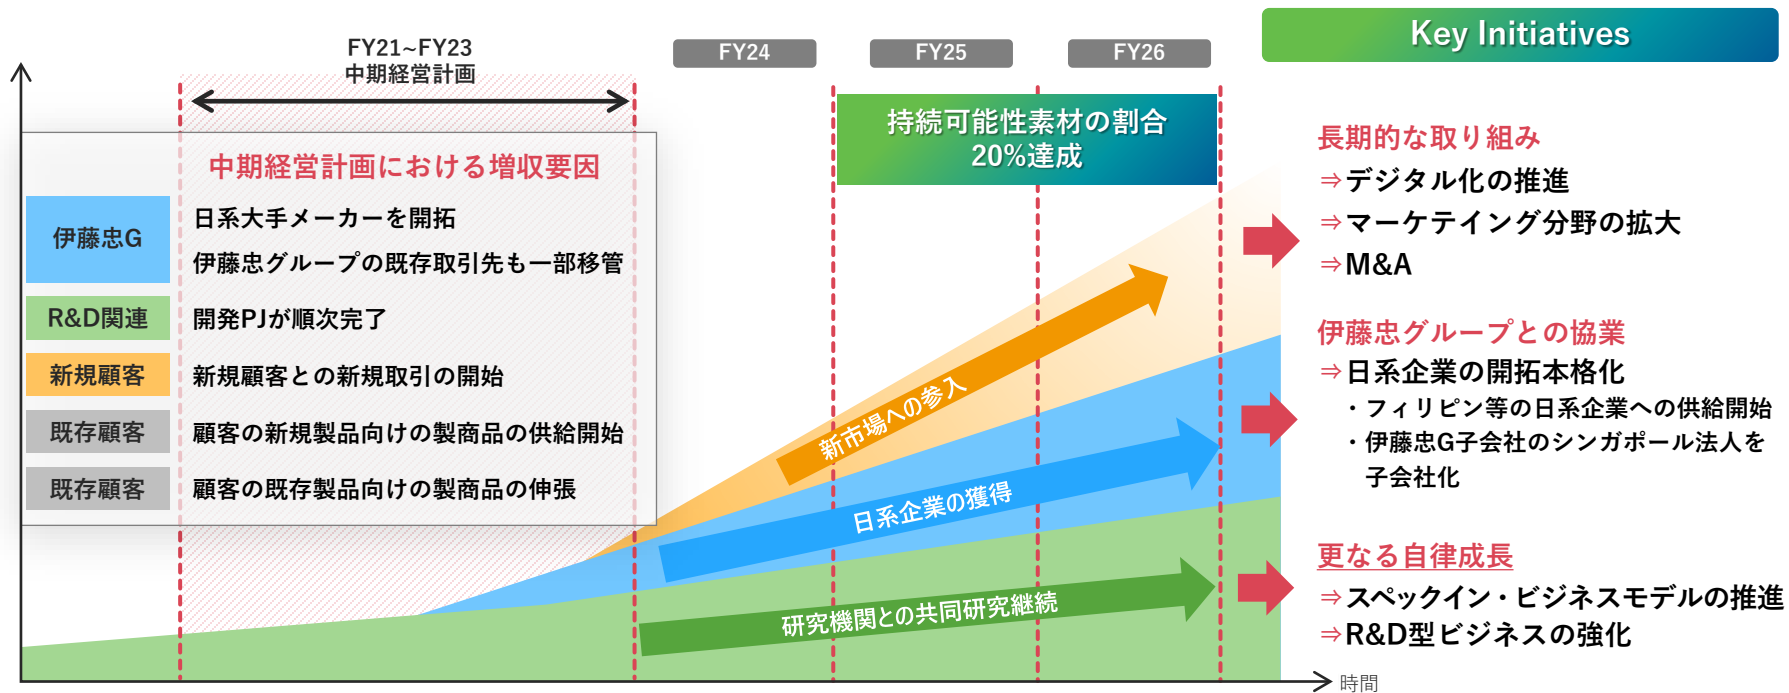 FY21~FY23
中期経営計画
FY24
FY25
FY26
Key Initiatives
持続可能性素材の割合
20%達成
中期経営計画における増収要因
伊藤忠G
日系大手メーカーを開拓
伊藤忠グループの既存取引先も一部移管
R&D関連
開発PJが順次完了
新規顧客
新規顧客との新規取引の開始
既存顧客
顧客の新規製品向けの製商品の供給開始
既存顧客
顧客の既存製品向けの製商品の伸張
新市場への参入
日系企業の獲得
研究機関との共同研究継続
長期的な取り組み
⇒デジタル化の推進
⇒マーケテイング分野の拡大
⇒M&A
伊藤忠グループとの協業
⇒日系企業の開拓本格化
・フィリピン等の日系企業への供給開始
・伊藤忠G子会社のシンガポール法人を
子会社化
更なる自律成長
⇒スペックイン・ビジネスモデルの推進
⇒R&D型ビジネスの強化
時間